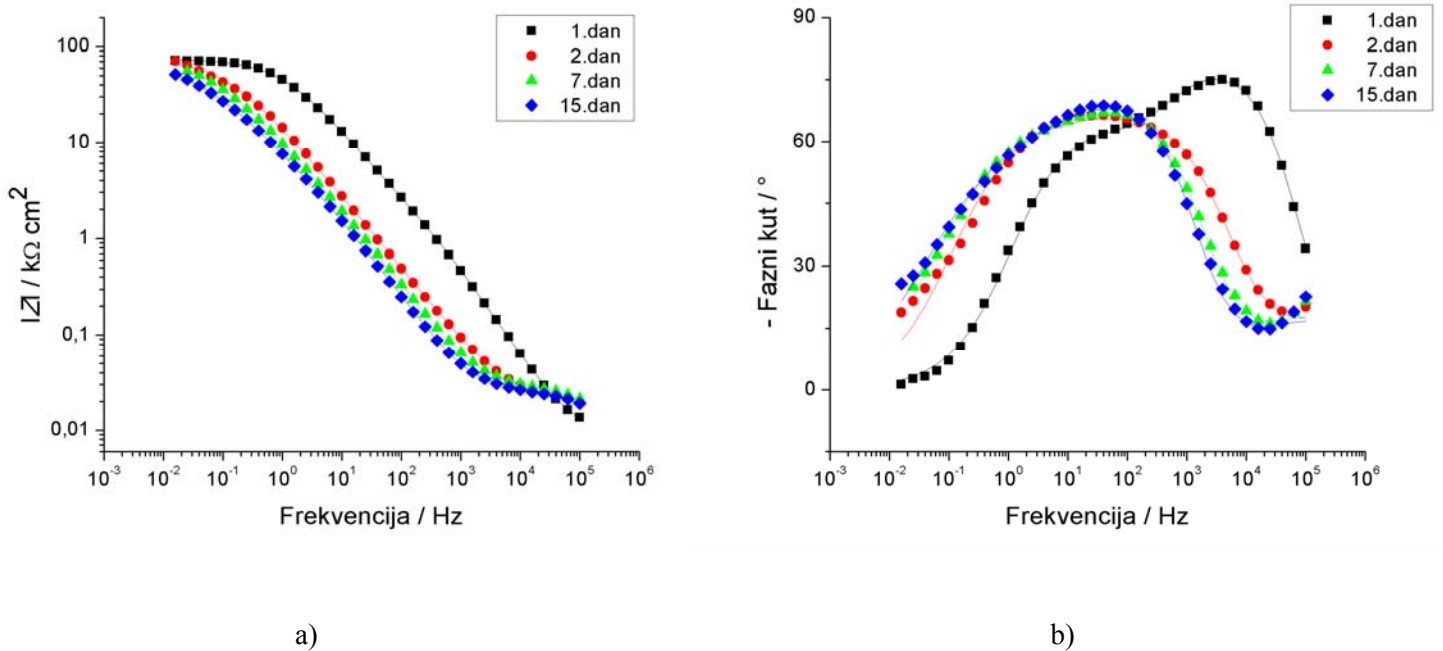 1.dan
2.dan
7.dan
15.dan
100
10
1
0,1
0,01
|Z| / kΩ cm²
10⁻³ 10⁻² 10⁻¹ 10⁰ 10¹ 10² 10³ 10⁴ 10⁵ 10⁶
Frekvencija / Hz
a)
1.dan
2.dan
7.dan
15.dan
90
60
30
0
- Fazni kut / °
10⁻³ 10⁻² 10⁻¹ 10⁰ 10¹ 10² 10³ 10⁴ 10⁵ 10⁶
Frekvencija / Hz
b)